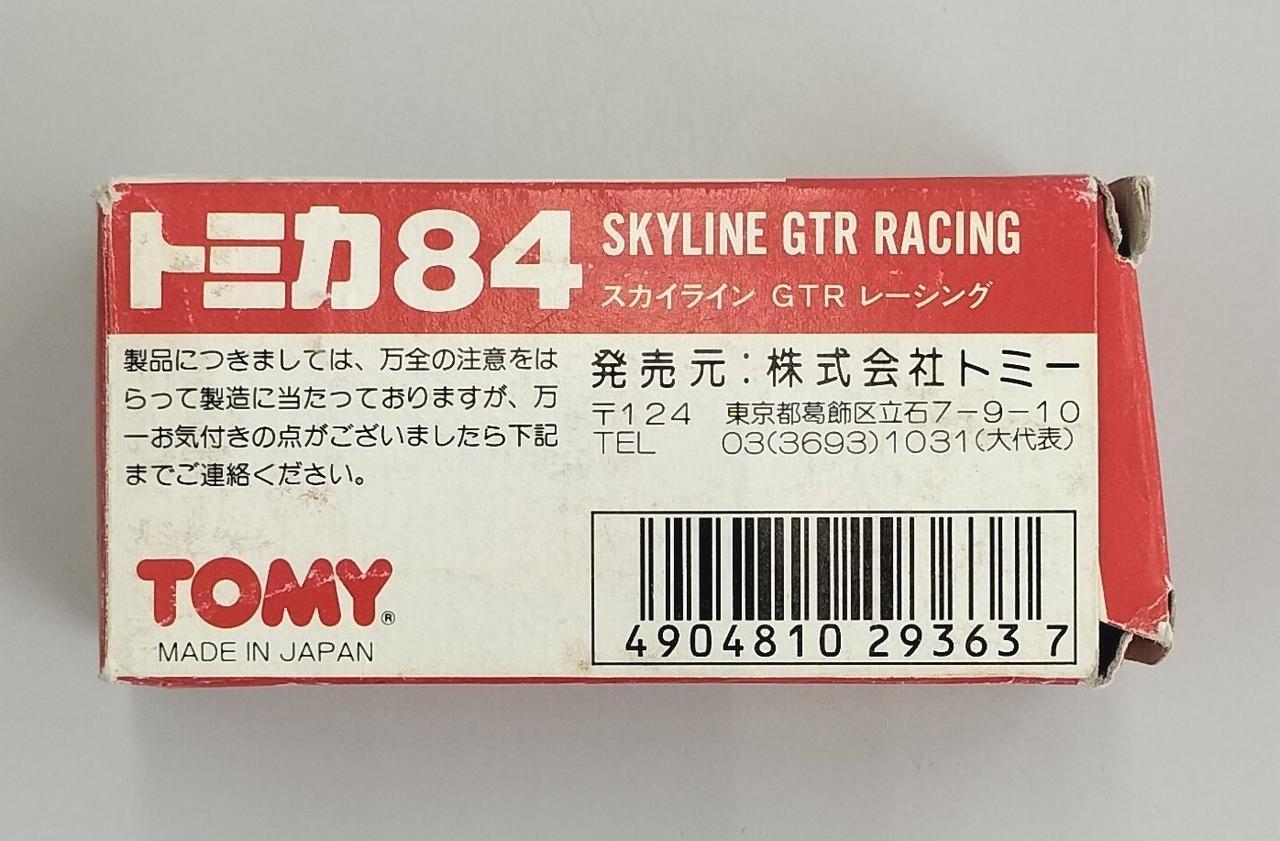 トミカ84
SKYLINE GTR RACING
スカイライン GTR レーシング
製品につきましては、万全の注意をは
らって製造に当たっておりますが、万
一お気付きの点がございましたら下記
までご連絡ください。
発売元:株式会社トミー
〒124 東京都葛飾区立石7-9-10
TEL 03(3693)1031(大代表)
TOMY®
MADE IN JAPAN
4904810 293637